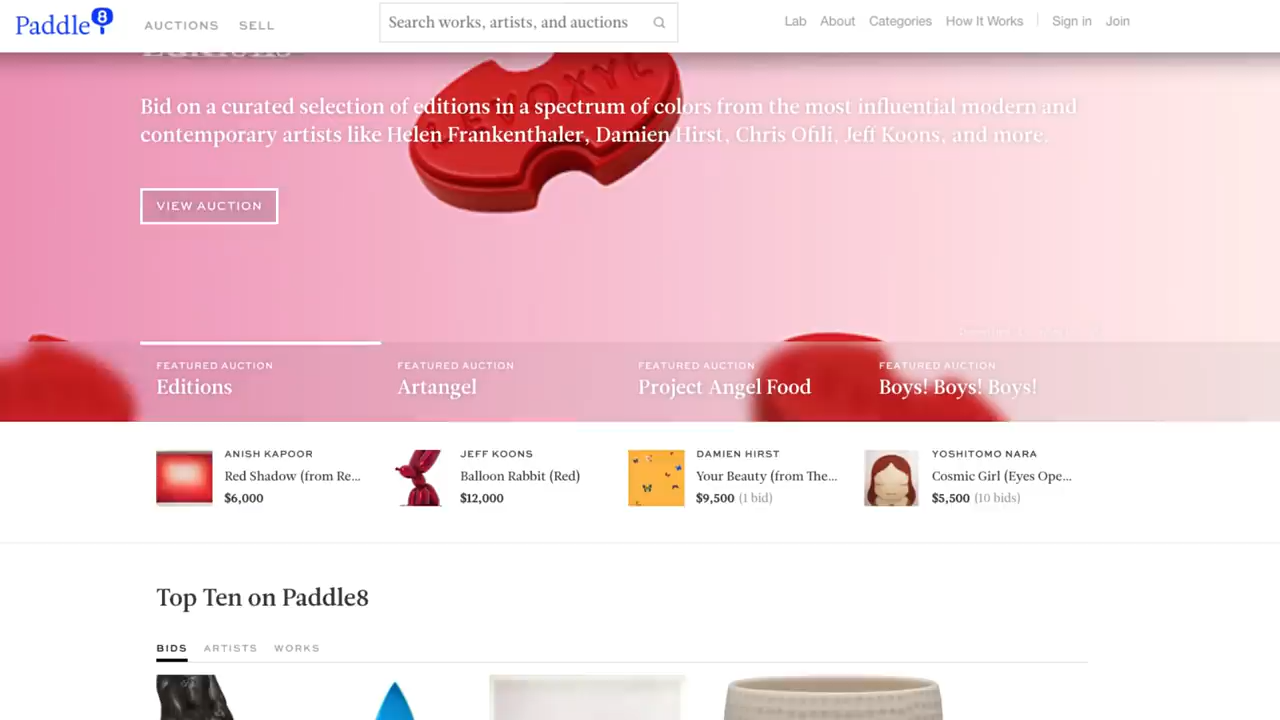 Paddle8
AUCTIONS SELL
Search works, artists, and auctions
Lab About Categories How It Works Sign in Join
Bid on a curated selection of editions in a spectrum of colors from the most influential modern and
contemporary artists like Helen Frankenthaler, Damien Hirst, Chris Ofili, Jeff Koons, and more.
VIEW AUCTION
FEATURED AUCTION
Editions
FEATURED AUCTION
Artangel
FEATURED AUCTION
Project Angel Food
FEATURED AUCTION
Boys! Boys! Boys!
ANISH KAPOOR
Red Shadow (from Re...
$6,000
JEFF KOONS
Balloon Rabbit (Red)
$12,000
DAMIEN HIRST
Your Beauty (from The...
$9,500 (1 bid)
YOSHITOMO NARA
Cosmic Girl (Eyes Ope...
$5,500 (10 bids)
Top Ten on Paddle8
BIDS ARTISTS WORKS